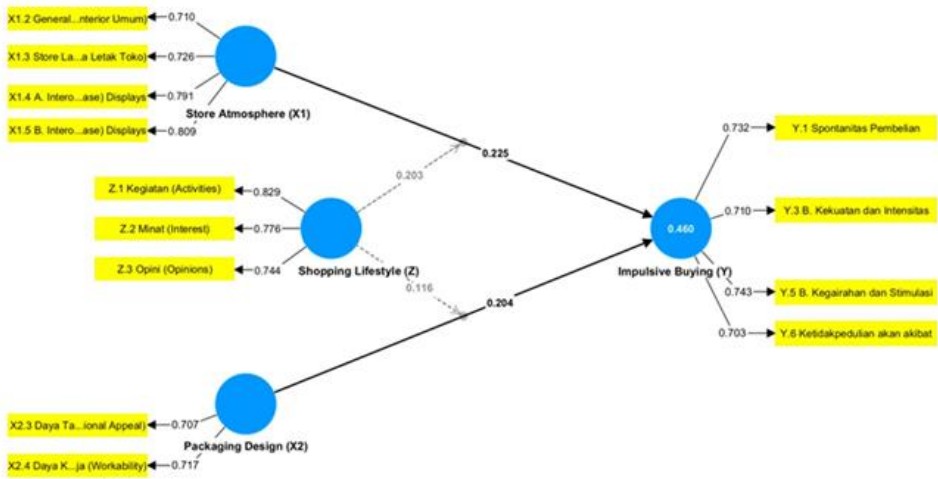 X1.2 General...nterior Umum)
0.710
X1.3 Store La...a Letak Toko)
0.726
X1.4 A. Intero...ase) Displays
0.791
X1.5 B. Intero...ase) Displays
0.809
Store Atmosphere (X1)
0.225
0.203
Z.1 Kegiatan (Activities)
0.829
Z.2 Minat (Interest)
0.776
Z.3 Opini (Opinions)
0.744
Shopping Lifestyle (Z)
0.116
0.204
0.460
Impulsive Buying (Y)
0.732
Y.1 Spontanitas Pembelian
0.710
Y.3 B. Kekuatan dan Intensitas
0.743
Y.5 B. Kegairahan dan Stimulasi
0.703
Y.6 Ketidakpedulian akan akibat
X2.3 Daya Ta...ional Appeal)
0.707
X2.4 Daya K...ja (Workability)
0.717
Packaging Design (X2)